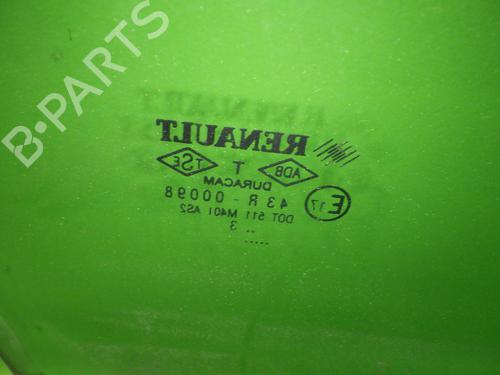 B-PARTS
RENAULT
ADB T TSE
DURACAM
E 17 43 R - 00098
DOT 511 M401 AS2
3